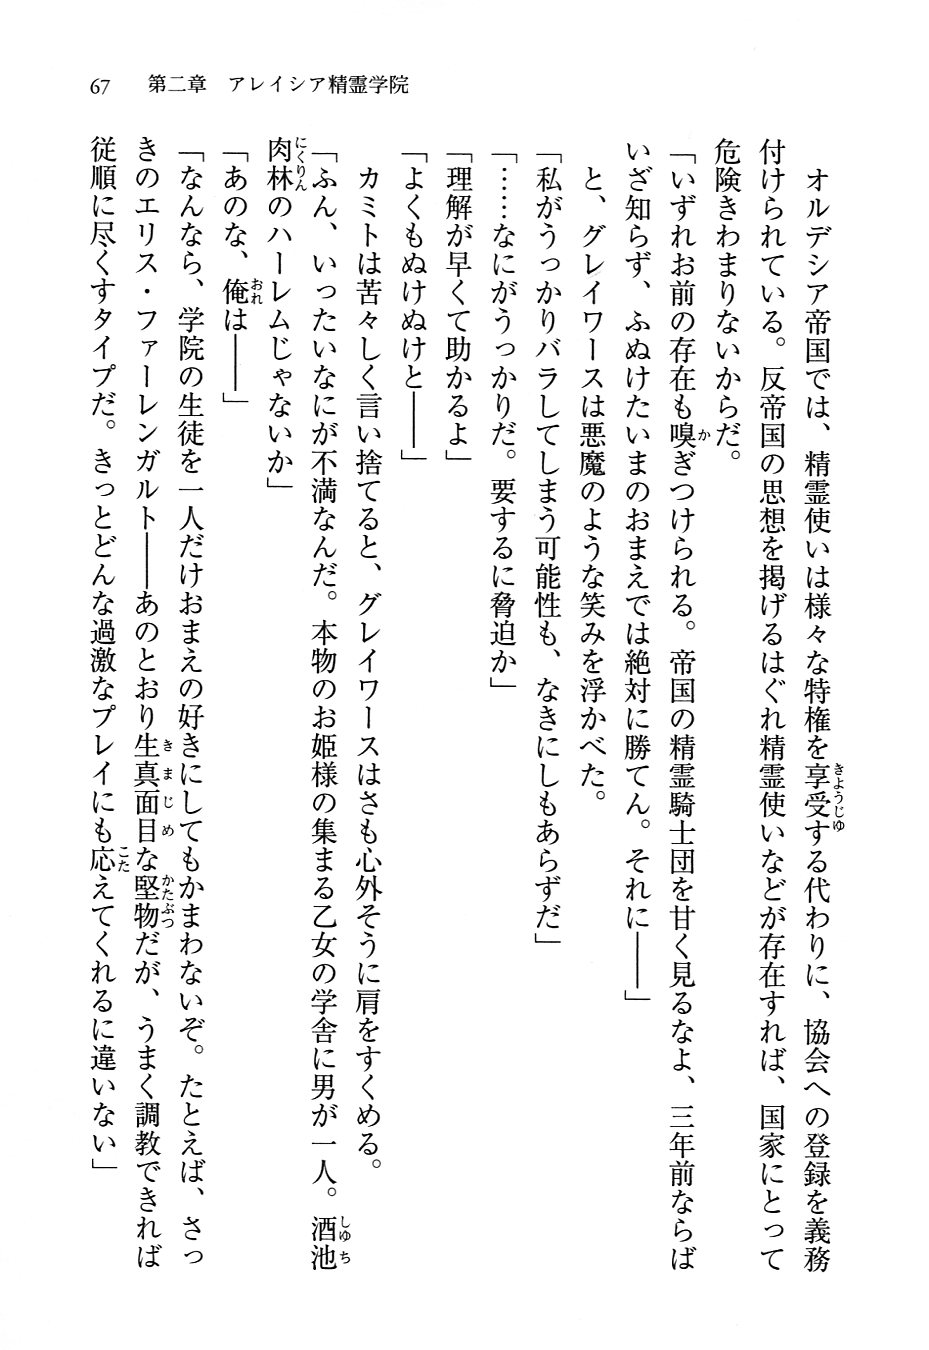 67　第二章　アレイシア精霊学院
　オルデシア帝国では、精霊使いは様々な特権を享受する代わりに、協会への登録を義務
付けられている。反帝国の思想を掲げるはぐれ精霊使いなどが存在すれば、国家にとって
危険きわまりないからだ。
「いずれお前の存在も嗅ぎつけられる。帝国の精霊騎士団を甘く見るなよ、三年前ならば
いざ知らず、ふぬけたいまのおまえでは絶対に勝てん。それに――」
　と、グレイワースは悪魔のような笑みを浮かべた。
「私がうっかりバラしてしまう可能性も、なきにしもあらずだ」
「……なにがうっかりだ。要するに脅迫か」
「理解が早くて助かるよ」
「よくもぬけぬけと――」
　カミトは苦々しく言い捨てると、グレイワースはさも心外そうに肩をすくめる。
「ふん、いったいなにが不満なんだ。本物のお姫様の集まる乙女の学舎に男が一人。酒池
肉林のハーレムじゃないか」
「あのな、俺は――」
「なんなら、学院の生徒を一人だけおまえの好きにしてもかまわないぞ。たとえば、さっ
きのエリス・ファーレンガルト――あのとおり生真面目な堅物だが、うまく調教できれば
従順に尽くすタイプだ。きっとどんな過激なプレイにも応えてくれるに違いない」